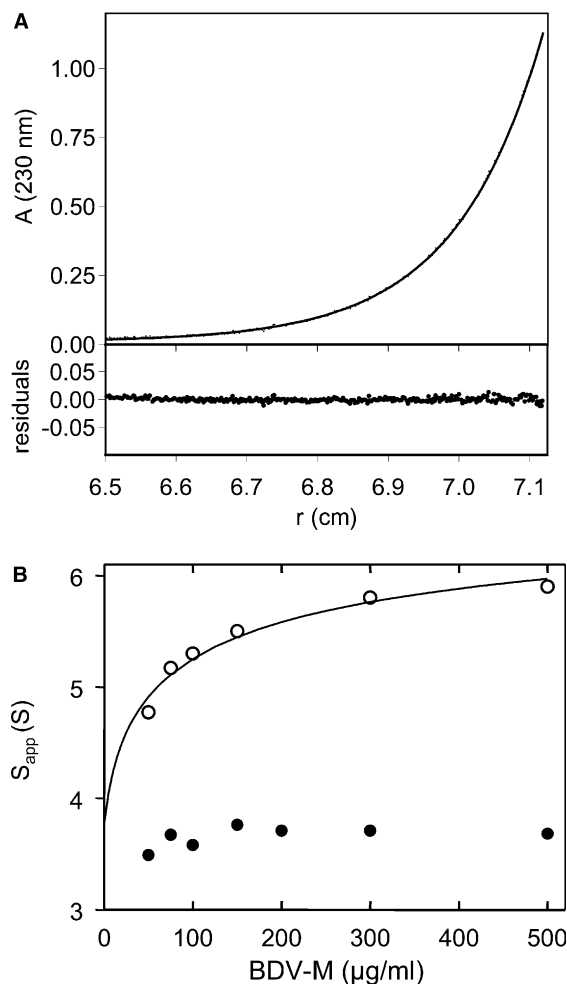 A
A (230 nm)
1.00
0.75
0.50
0.25
0.00
residuals
0.05
0.00
-0.05
6.5 6.6 6.7 6.8 6.9 7.0 7.1
r (cm)
B
Sapp (S)
6
5
4
3
0 100 200 300 400 500
BDV-M (µg/ml)